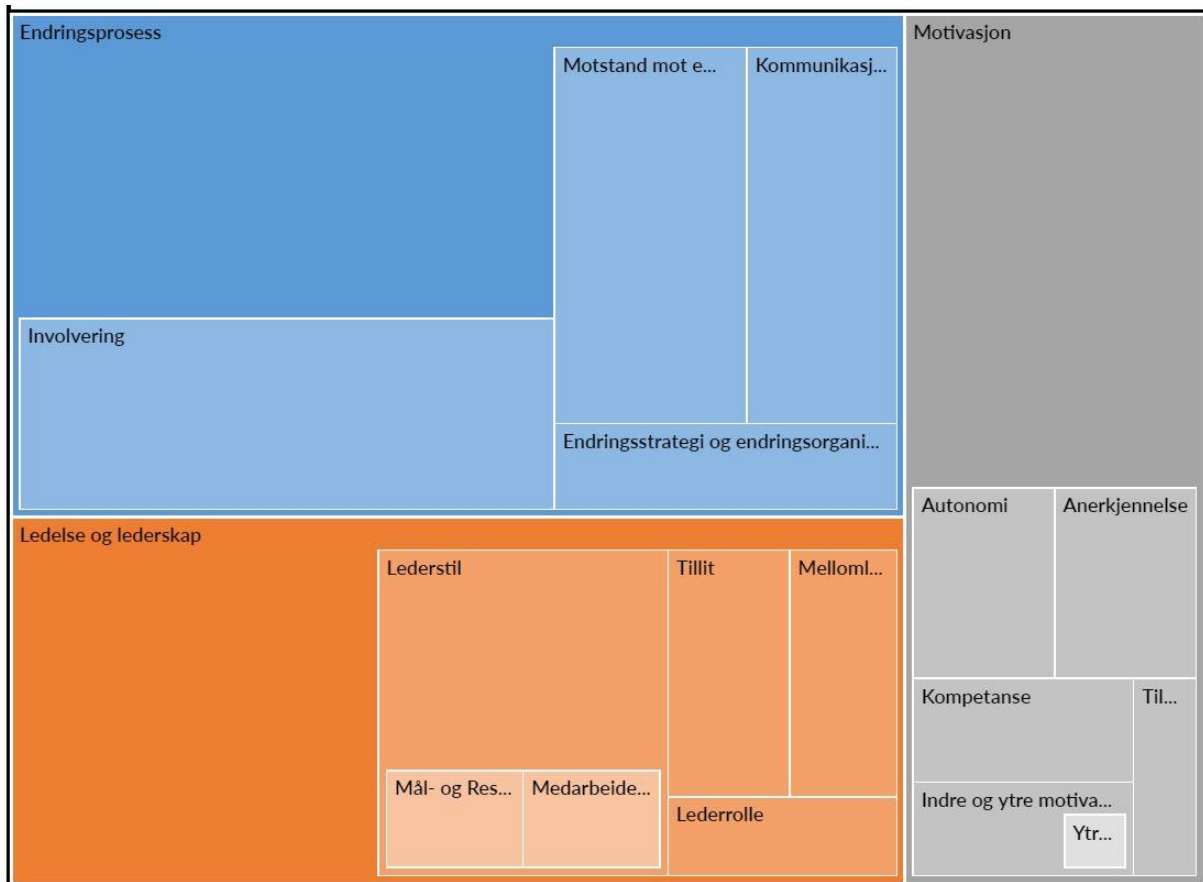 Endringsprosess
Motstand mot e...
Kommunikasj...
Involvering
Endringsstrategi og endringsorgani...
Motivasjon
Autonomi
Anerkjennelse
Kompetanse
Til...
Indre og ytre motiva...
Ytr...
Ledelse og lederskap
Lederstil
Tillit
Melloml...
Mål- og Res...
Medarbeide...
Lederrolle